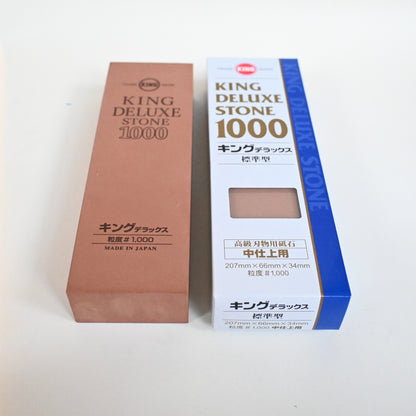 KING
KING
DELUXE
STONE
1000
キングデラックス
粒度#1,000
MADE IN JAPAN
TRADE KING MARK
KING
DELUXE
STONE
1000
キングデラックス
標準型
高級刃物用砥石
中仕上用
207mm×66mm×34mm
粒度#1,000
KING DELUXE STONE
キングデラックス
標準型
207mm×66mm×34mm
粒度#1,000 中仕上用